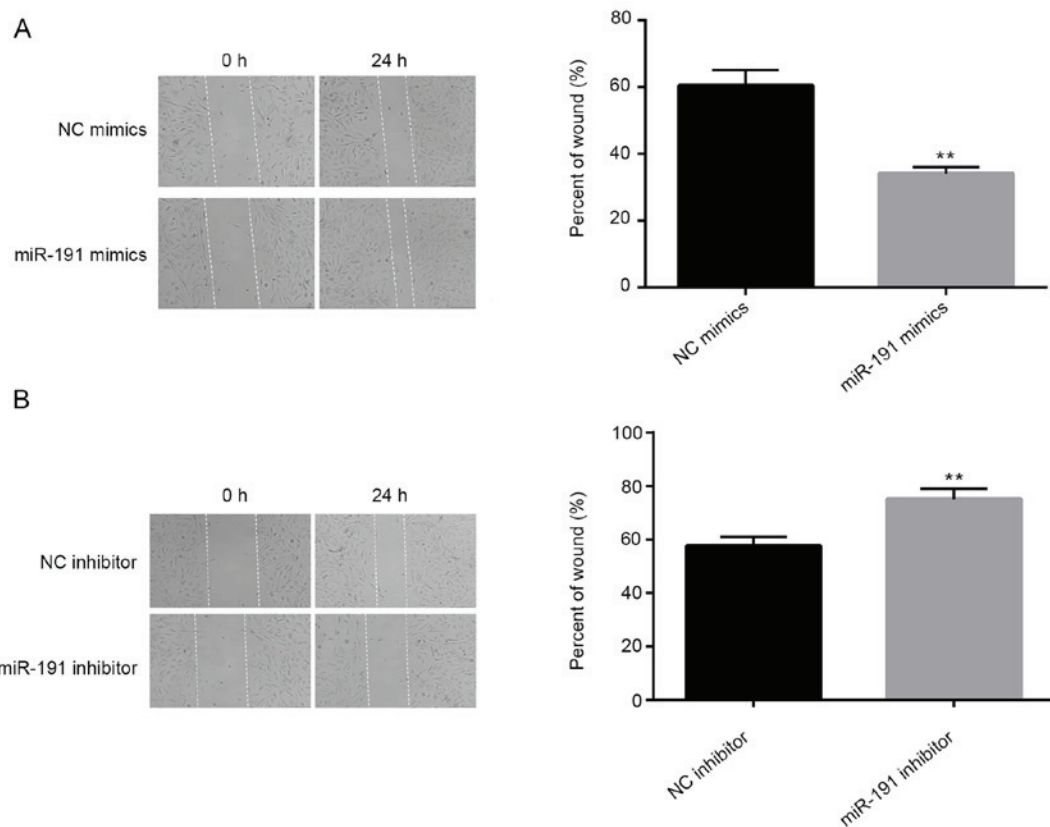 A
0 h 24 h
NC mimics
miR-191 mimics
Percent of wound (%)
80
60
40
20
0
**
NC mimics
miR-191 mimics
B
0 h 24 h
NC inhibitor
miR-191 inhibitor
Percent of wound (%)
100
80
60
40
20
0
**
NC inhibitor
miR-191 inhibitor